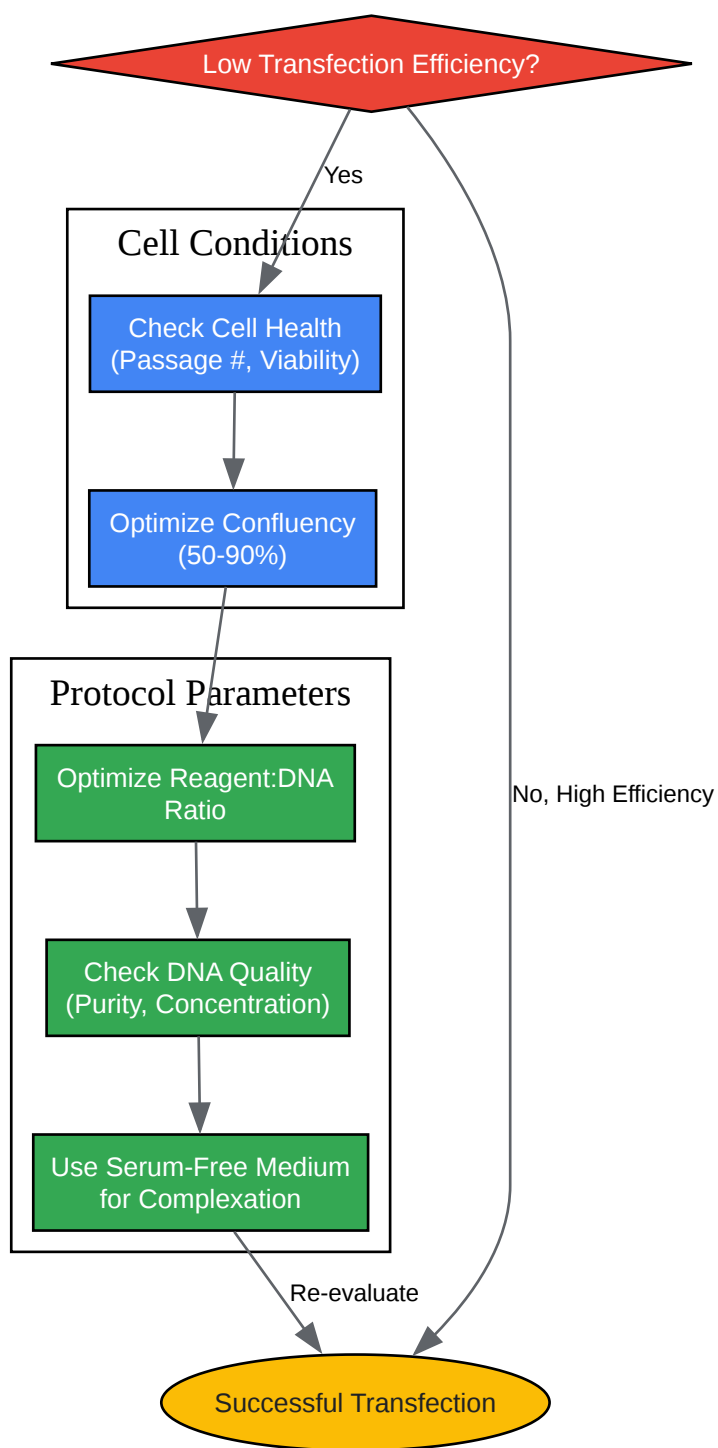 Low Transfection Efficiency?
Yes
Cell Conditions
Check Cell Health
(Passage #, Viability)
Optimize Confluency
(50-90%)
Protocol Parameters
Optimize Reagent:DNA
Ratio
No, High Efficiency
Check DNA Quality
(Purity, Concentration)
Use Serum-Free Medium
for Complexation
Re-evaluate
Successful Transfection